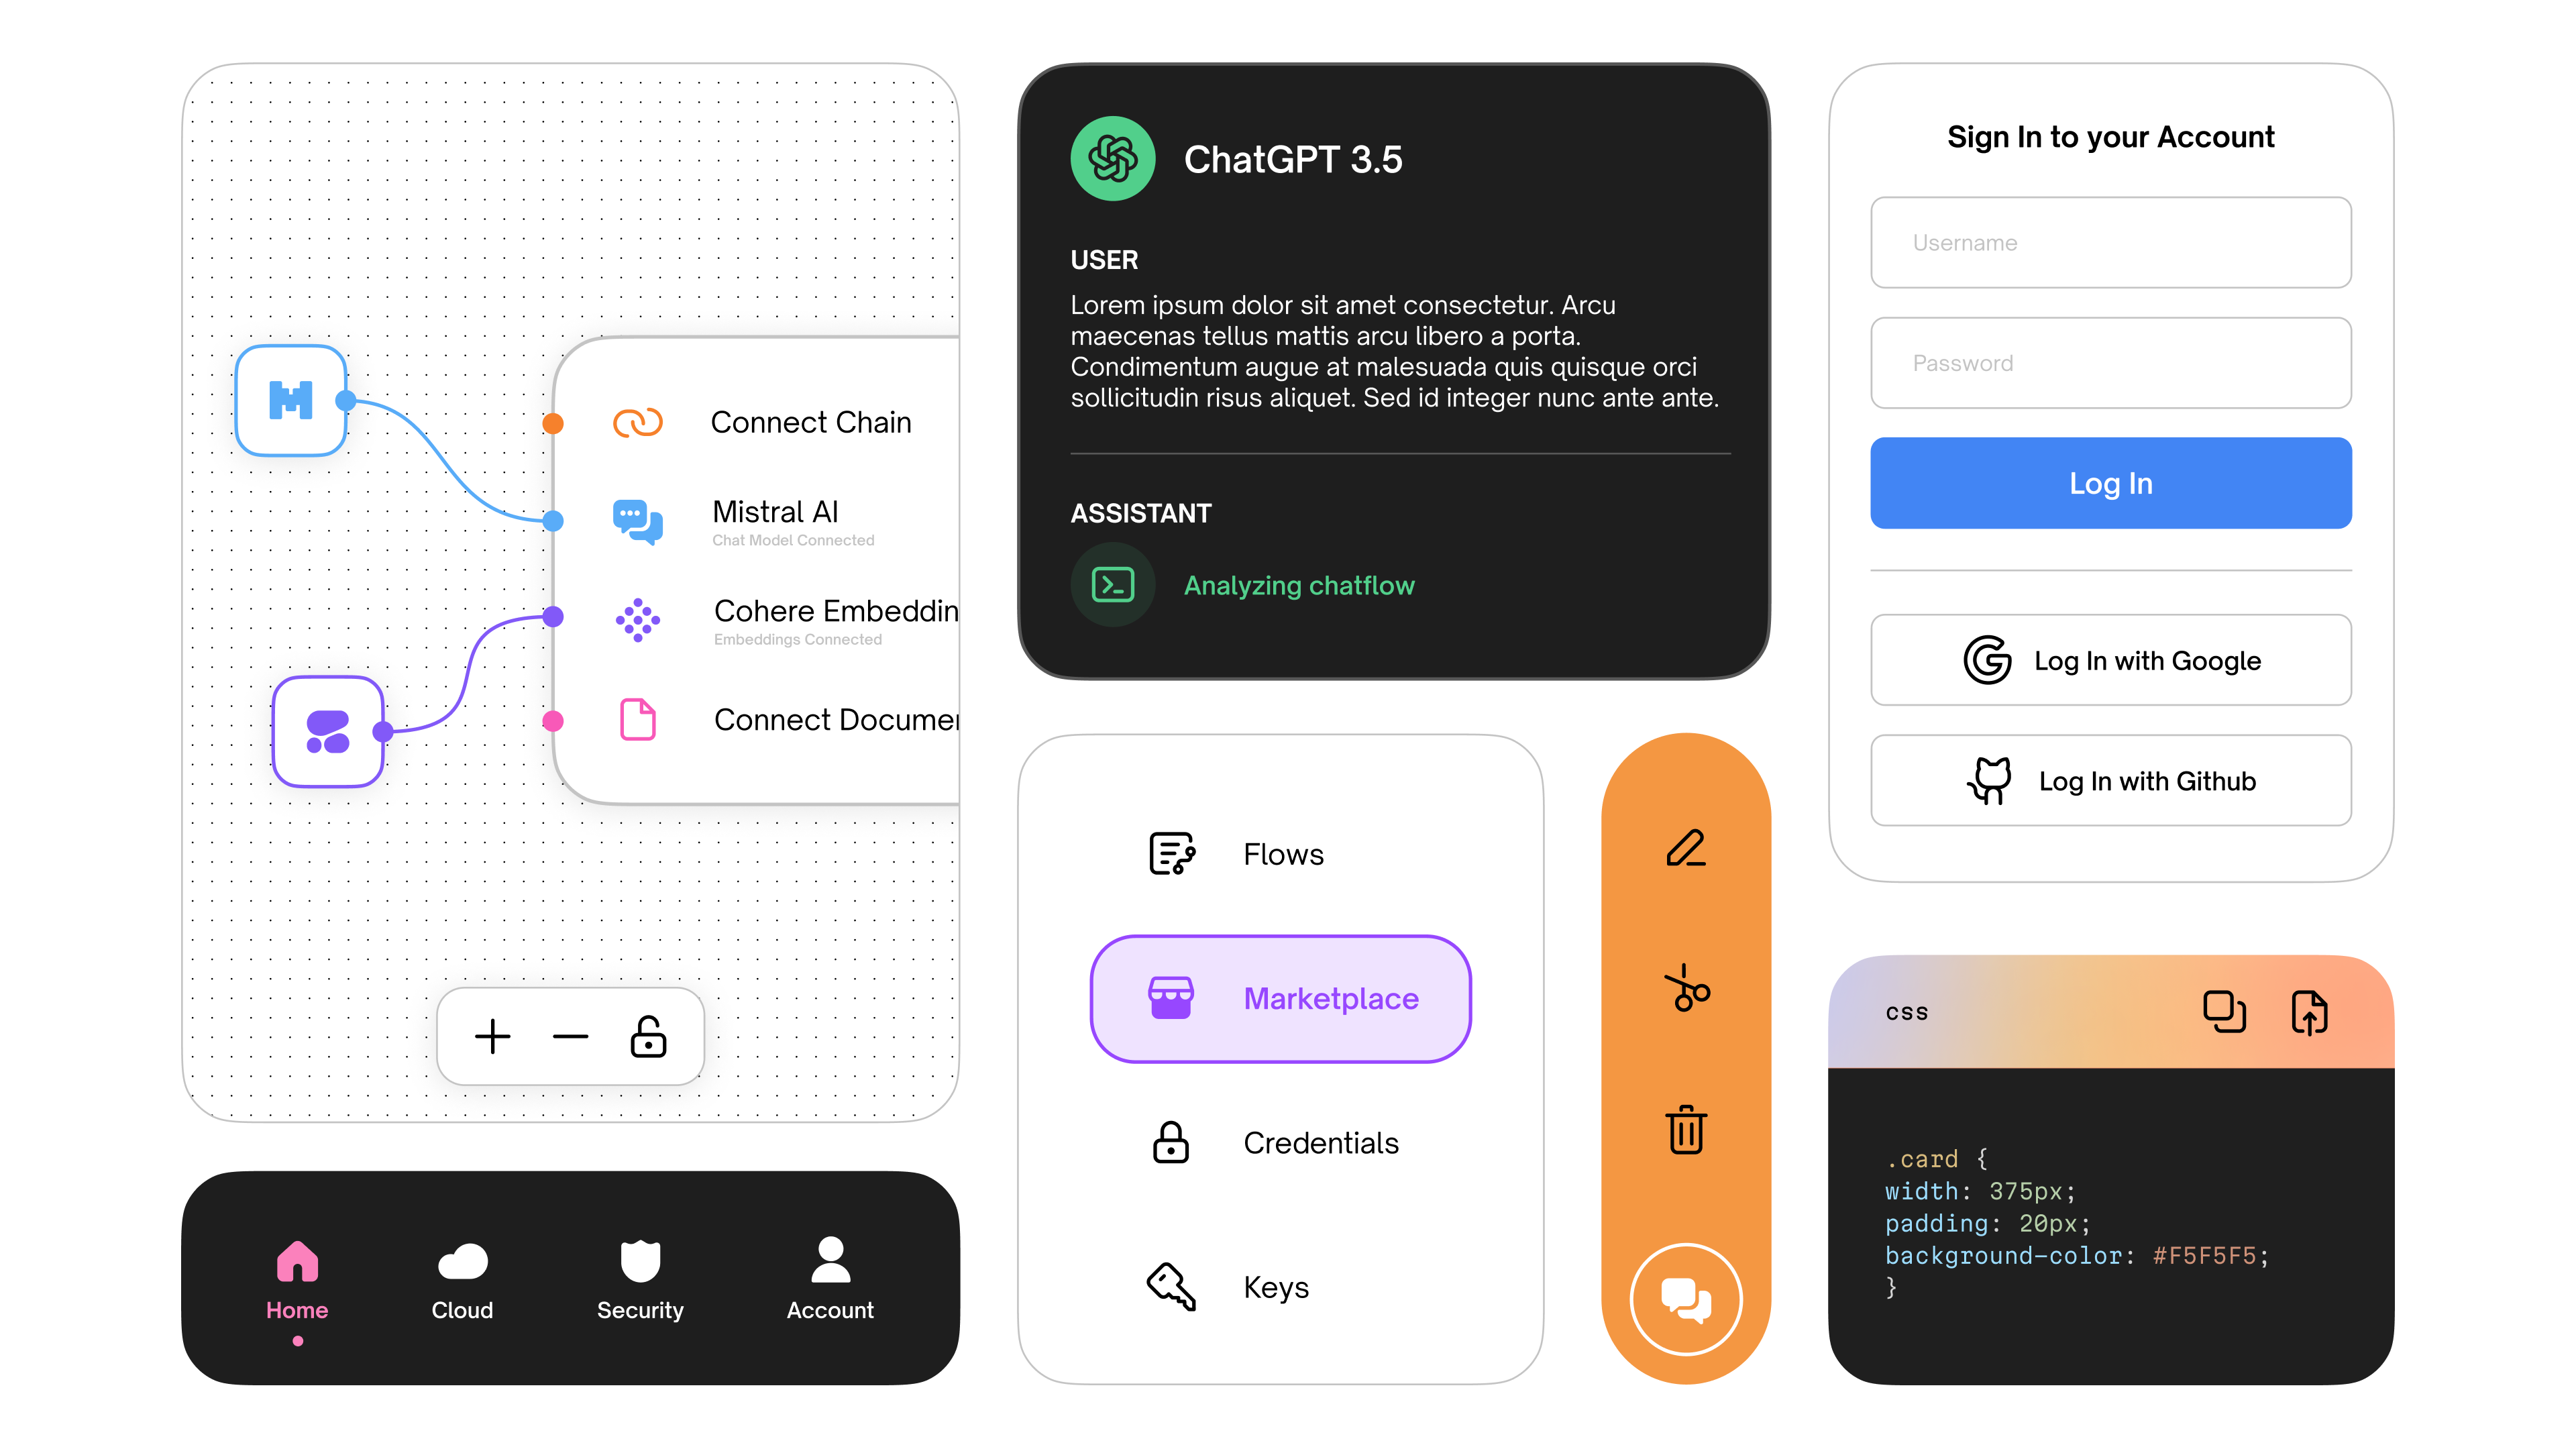 Connect Chain
Mistral AI
Chat Model Connected
Cohere Embeddin
Embeddings Connected
Connect Documen
Home
Cloud
Security
Account
ChatGPT 3.5
USER
Lorem ipsum dolor sit amet consectetur. Arcu
maecenas tellus mattis arcu libero a porta.
Condimentum augue at malesuada quis quisque orci
sollicitudin risus aliquet. Sed id integer nunc ante ante.
ASSISTANT
Analyzing chatflow
Flows
Marketplace
Credentials
Keys
Sign In to your Account
Username
Password
Log In
Log In with Google
Log In with Github
css
.card {
width: 375px;
padding: 20px;
background-color: #F5F5F5;
}